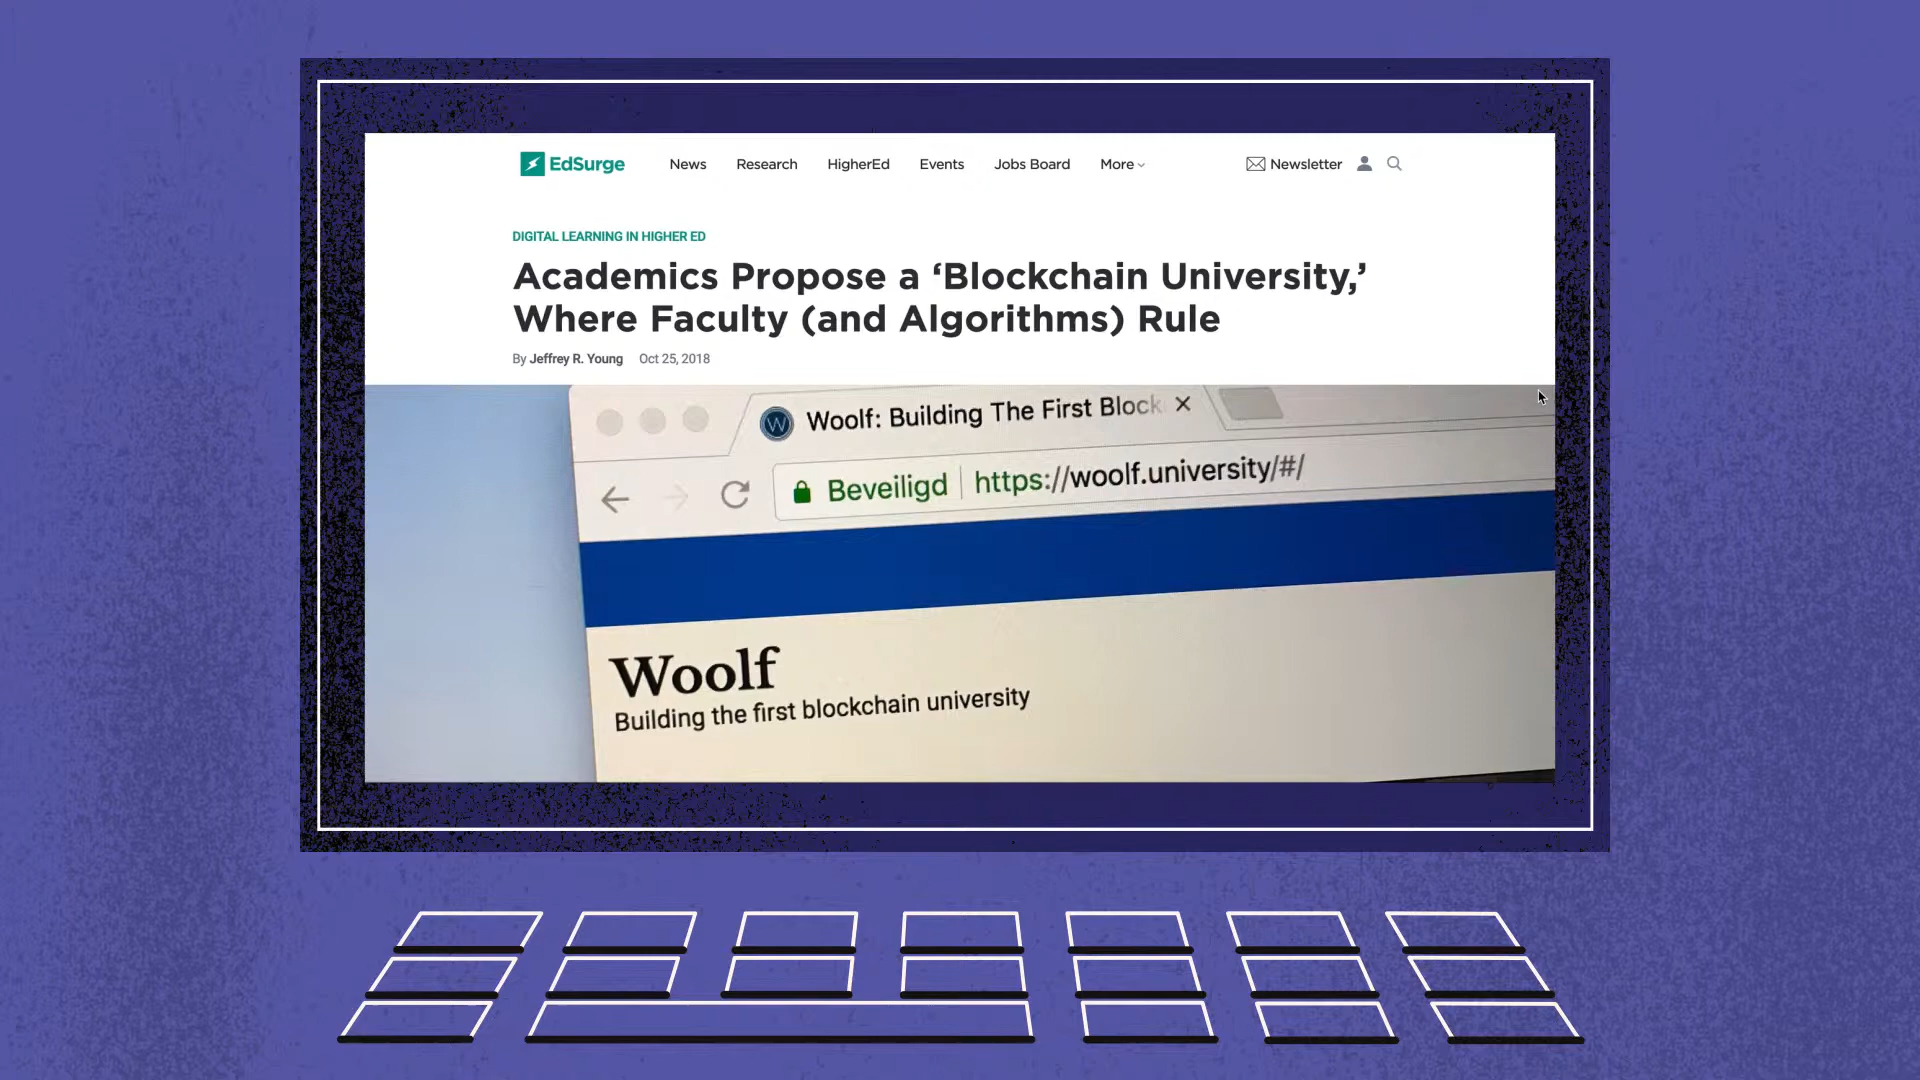 EdSurge
News Research HigherEd Events Jobs Board More Newsletter
DIGITAL LEARNING IN HIGHER ED
Academics Propose a ‘Blockchain University,’
Where Faculty (and Algorithms) Rule
By Jeffrey R. Young Oct 25, 2018
W Woolf: Building The First Block
Beveiligd https://woolf.university/#/
Woolf
Building the first blockchain university